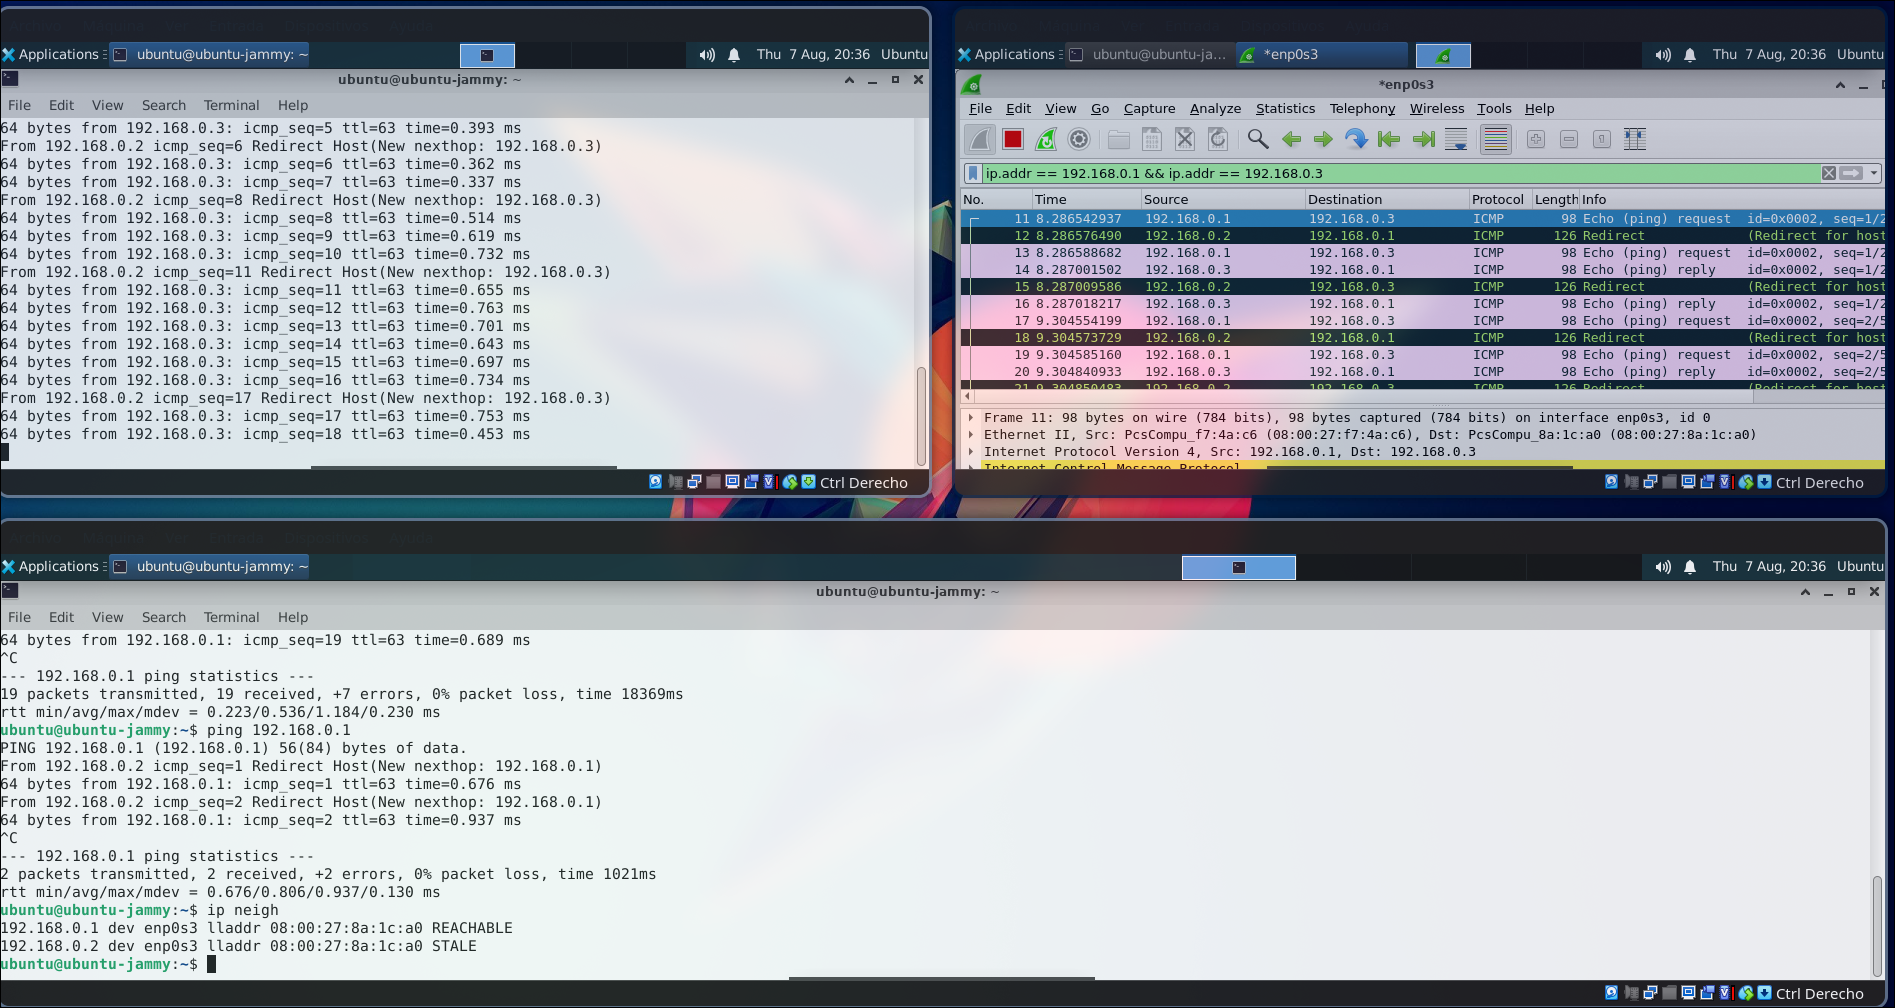 Applications
ubuntu@ubuntu-jammy: ~
Thu 7 Aug, 20:36 Ubuntu
ubuntu@ubuntu-jammy: ~
File Edit View Search Terminal Help
64 bytes from 192.168.0.3: icmp_seq=5 ttl=63 time=0.393 ms
From 192.168.0.2 icmp_seq=6 Redirect Host(New nexthop: 192.168.0.3)
64 bytes from 192.168.0.3: icmp_seq=6 ttl=63 time=0.362 ms
64 bytes from 192.168.0.3: icmp_seq=7 ttl=63 time=0.337 ms
From 192.168.0.2 icmp_seq=8 Redirect Host(New nexthop: 192.168.0.3)
64 bytes from 192.168.0.3: icmp_seq=8 ttl=63 time=0.514 ms
64 bytes from 192.168.0.3: icmp_seq=9 ttl=63 time=0.619 ms
64 bytes from 192.168.0.3: icmp_seq=10 ttl=63 time=0.732 ms
From 192.168.0.2 icmp_seq=11 Redirect Host(New nexthop: 192.168.0.3)
64 bytes from 192.168.0.3: icmp_seq=11 ttl=63 time=0.655 ms
64 bytes from 192.168.0.3: icmp_seq=12 ttl=63 time=0.763 ms
64 bytes from 192.168.0.3: icmp_seq=13 ttl=63 time=0.701 ms
64 bytes from 192.168.0.3: icmp_seq=14 ttl=63 time=0.643 ms
64 bytes from 192.168.0.3: icmp_seq=15 ttl=63 time=0.697 ms
64 bytes from 192.168.0.3: icmp_seq=16 ttl=63 time=0.734 ms
From 192.168.0.2 icmp_seq=17 Redirect Host(New nexthop: 192.168.0.3)
64 bytes from 192.168.0.3: icmp_seq=17 ttl=63 time=0.753 ms
64 bytes from 192.168.0.3: icmp_seq=18 ttl=63 time=0.453 ms
Ctrl Derecho
Applications
ubuntu@ubuntu-ja...
*enp0s3
Thu 7 Aug, 20:36 Ubuntu
*enp0s3
File Edit View Go Capture Analyze Statistics Telephony Wireless Tools Help
ip.addr == 192.168.0.1 && ip.addr == 192.168.0.3
No. Time Source Destination Protocol Length Info
11 8.286542937 192.168.0.1 192.168.0.3 ICMP 98 Echo (ping) request id=0x0002, seq=1/2
12 8.286576490 192.168.0.2 192.168.0.1 ICMP 126 Redirect (Redirect for host
13 8.286588682 192.168.0.1 192.168.0.3 ICMP 98 Echo (ping) request id=0x0002, seq=1/2
14 8.287001502 192.168.0.3 192.168.0.1 ICMP 98 Echo (ping) reply id=0x0002, seq=1/2
15 8.287009586 192.168.0.2 192.168.0.3 ICMP 126 Redirect (Redirect for host
16 8.287018217 192.168.0.3 192.168.0.1 ICMP 98 Echo (ping) reply id=0x0002, seq=1/2
17 9.304554199 192.168.0.1 192.168.0.3 ICMP 98 Echo (ping) request id=0x0002, seq=2/5
18 9.304573729 192.168.0.2 192.168.0.1 ICMP 126 Redirect (Redirect for host
19 9.304585160 192.168.0.1 192.168.0.3 ICMP 98 Echo (ping) request id=0x0002, seq=2/5
20 9.304840933 192.168.0.3 192.168.0.1 ICMP 98 Echo (ping) reply id=0x0002, seq=2/5
21 9.304850483 192.168.0.2 192.168.0.3 ICMP 126 Redirect (Redirect for host
Frame 11: 98 bytes on wire (784 bits), 98 bytes captured (784 bits) on interface enp0s3, id 0
Ethernet II, Src: PcsCompu_f7:4a:c6 (08:00:27:f7:4a:c6), Dst: PcsCompu_8a:1c:a0 (08:00:27:8a:1c:a0)
Internet Protocol Version 4, Src: 192.168.0.1, Dst: 192.168.0.3
Internet Control Message Protocol
Ctrl Derecho
Applications
ubuntu@ubuntu-jammy: ~
Thu 7 Aug, 20:36 Ubuntu
ubuntu@ubuntu-jammy: ~
File Edit View Search Terminal Help
64 bytes from 192.168.0.1: icmp_seq=19 ttl=63 time=0.689 ms
^C
--- 192.168.0.1 ping statistics ---
19 packets transmitted, 19 received, +7 errors, 0% packet loss, time 18369ms
rtt min/avg/max/mdev = 0.223/0.536/1.184/0.230 ms
ubuntu@ubuntu-jammy:~$ ping 192.168.0.1
PING 192.168.0.1 (192.168.0.1) 56(84) bytes of data.
From 192.168.0.2 icmp_seq=1 Redirect Host(New nexthop: 192.168.0.1)
64 bytes from 192.168.0.1: icmp_seq=1 ttl=63 time=0.676 ms
From 192.168.0.2 icmp_seq=2 Redirect Host(New nexthop: 192.168.0.1)
64 bytes from 192.168.0.1: icmp_seq=2 ttl=63 time=0.937 ms
^C
--- 192.168.0.1 ping statistics ---
2 packets transmitted, 2 received, +2 errors, 0% packet loss, time 1021ms
rtt min/avg/max/mdev = 0.676/0.806/0.937/0.130 ms
ubuntu@ubuntu-jammy:~$ ip neigh
192.168.0.1 dev enp0s3 lladdr 08:00:27:8a:1c:a0 REACHABLE
192.168.0.2 dev enp0s3 lladdr 08:00:27:8a:1c:a0 STALE
ubuntu@ubuntu-jammy:~$
Ctrl Derecho